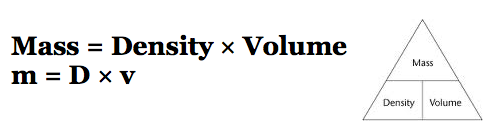 Mass = Density × Volume
m = D × v
Mass
Density Volume